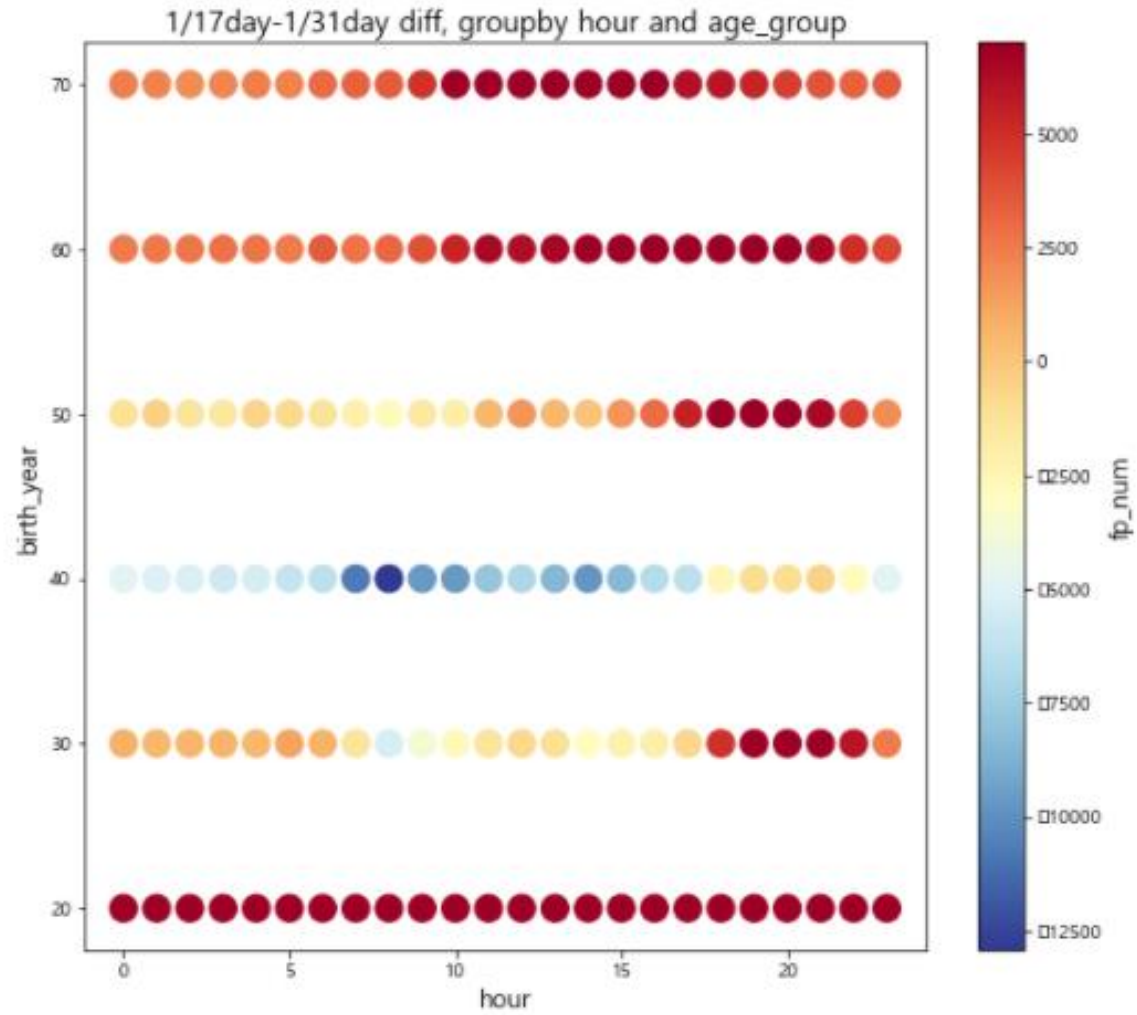 1/17day-1/31day diff, groupby hour and age_group
70
60
50
40
30
20
birth_year
0 5 10 15 20
hour
5000
2500
0
□2500
□5000
□7500
□10000
□12500
fp_num